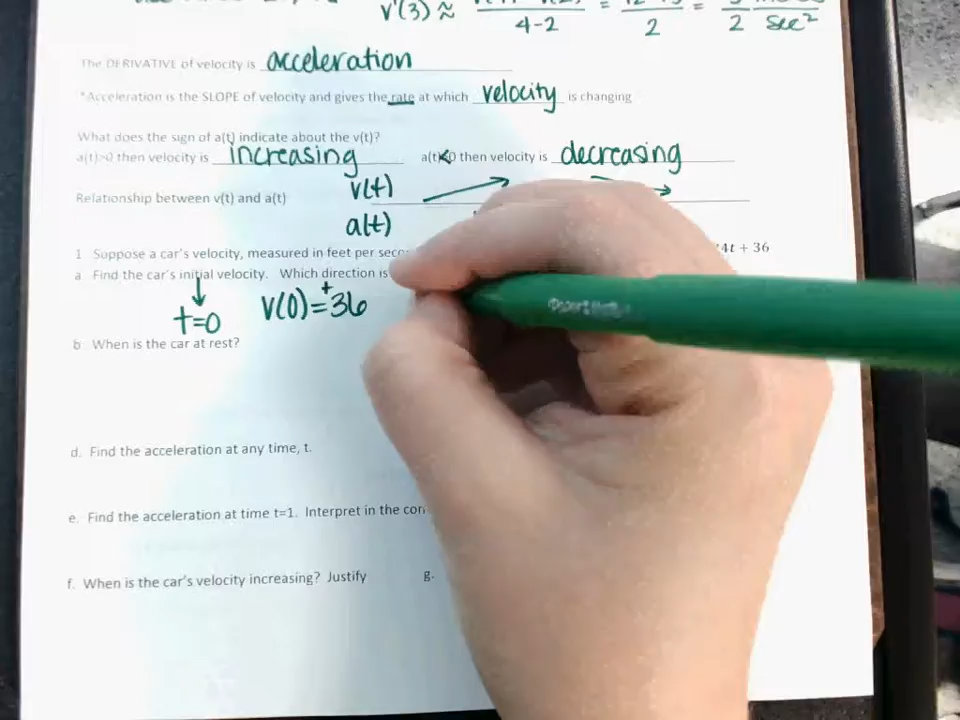 v'(3) ≈ 4-2 = 2 = 2 sec²
The DERIVATIVE of velocity is acceleration
*Acceleration is the SLOPE of velocity and gives the rate at which velocity is changing
What does the sign of a(t) indicate about the v(t)?
a(t)>0 then velocity is increasing a(t)<0 then velocity is decreasing
Relationship between v(t) and a(t) v(t)
a(t)
1 Suppose a car's velocity, measured in feet per 4t + 36
a Find the car's initial velocity. Which direction is
t=0 v(0)=+36
b When is the car at rest?
d. Find the acceleration at any time, t.
e. Find the acceleration at time t=1. Interpret in the
f. When is the car's velocity increasing? Justify g.